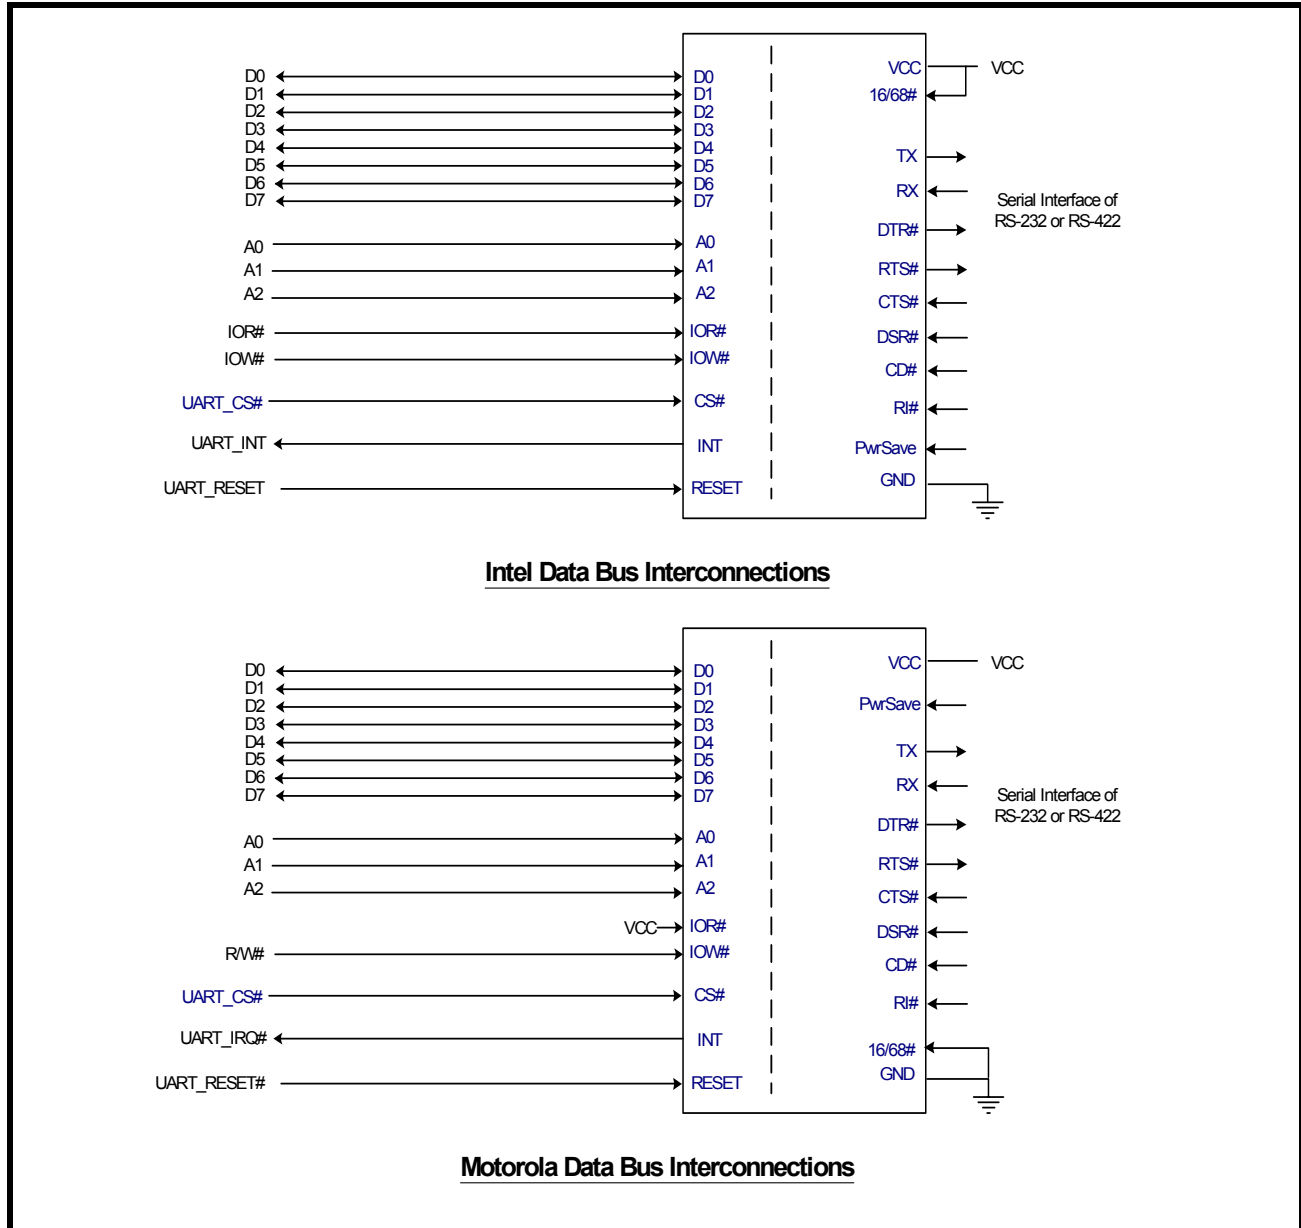 D0 D0 VCC VCC
D1 D1 16/68#
D2 D2
D3 D3
D4 D4 TX
D5 D5
D6 D6 RX
D7 D7 Serial Interface of
RS-232 or RS-422
DTR#
A0 A0
A1 A1 RTS#
A2 A2 CTS#
IOR# IOR# DSR#
IOW# IOW# CD#
UART_CS# CS# RI#
UART_INT INT PwrSave
UART_RESET RESET GND
Intel Data Bus Interconnections
D0 D0 VCC VCC
D1 D1
D2 D2 PwrSave
D3 D3
D4 D4 TX
D5 D5
D6 D6 RX
D7 D7 Serial Interface of
RS-232 or RS-422
DTR#
A0 A0
A1 A1 RTS#
A2 A2 CTS#
VCC IOR# DSR#
R/W# IOW# CD#
UART_CS# CS# RI#
UART_IRQ# INT 16/68#
UART_RESET# RESET GND
Motorola Data Bus Interconnections